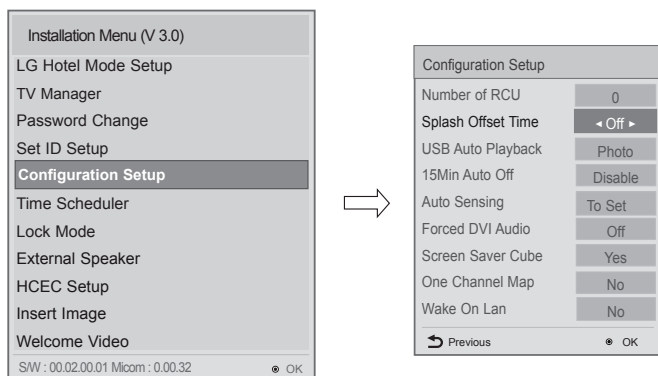 Installation Menu (V 3.0)
LG Hotel Mode Setup
TV Manager
Password Change
Set ID Setup
Configuration Setup
Time Scheduler
Lock Mode
External Speaker
HCEC Setup
Insert Image
Welcome Video
S/W : 00.02.00.01 Micom : 0.00.32 ◉ OK
Configuration Setup
Number of RCU 0
Splash Offset Time ◄ Off ►
USB Auto Playback Photo
15Min Auto Off Disable
Auto Sensing To Set
Forced DVI Audio Off
Screen Saver Cube Yes
One Channel Map No
Wake On Lan No
Previous ◉ OK